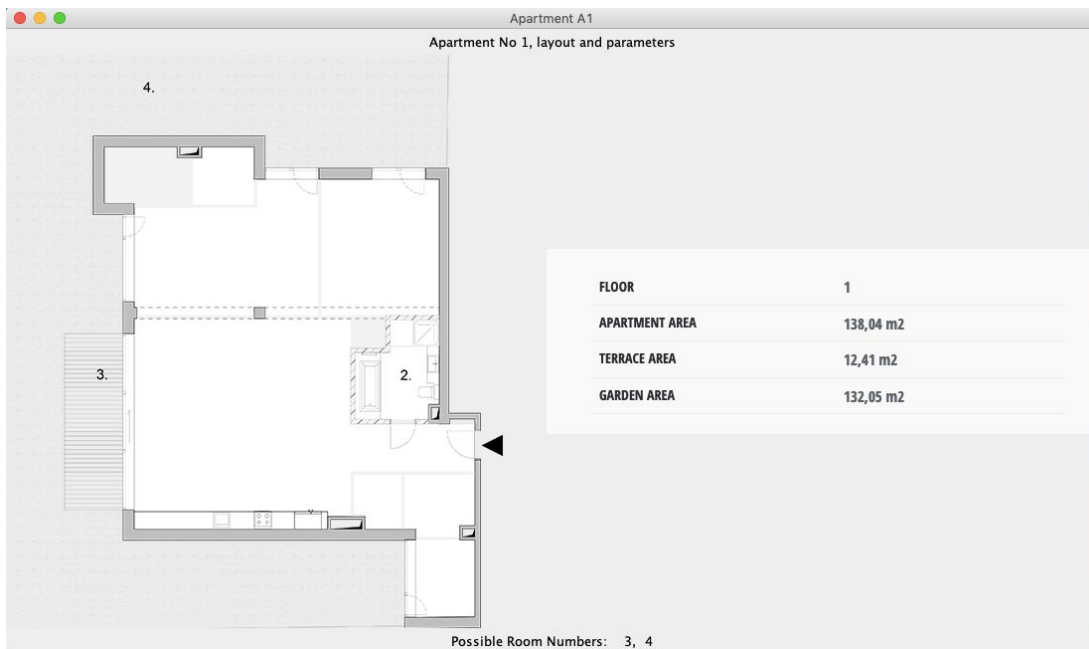 Apartment A1
Apartment No 1, layout and parameters
4.
3.
2.
FLOOR 1
APARTMENT AREA 138,04 m2
TERRACE AREA 12,41 m2
GARDEN AREA 132,05 m2
Possible Room Numbers: 3, 4